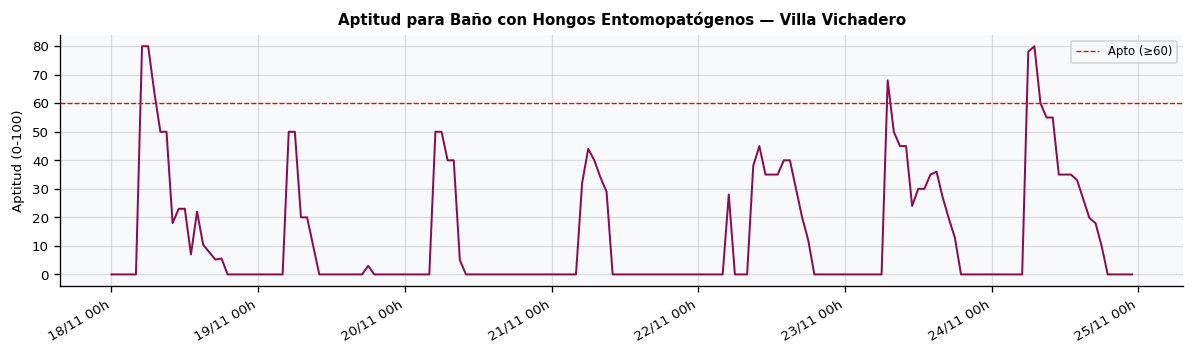 Aptitud para Baño con Hongos Entomopatógenos — Villa Vichadero
Apto (≥60)
Aptitud (0-100)
80
70
60
50
40
30
20
10
0
18/11 00h
19/11 00h
20/11 00h
21/11 00h
22/11 00h
23/11 00h
24/11 00h
25/11 00h